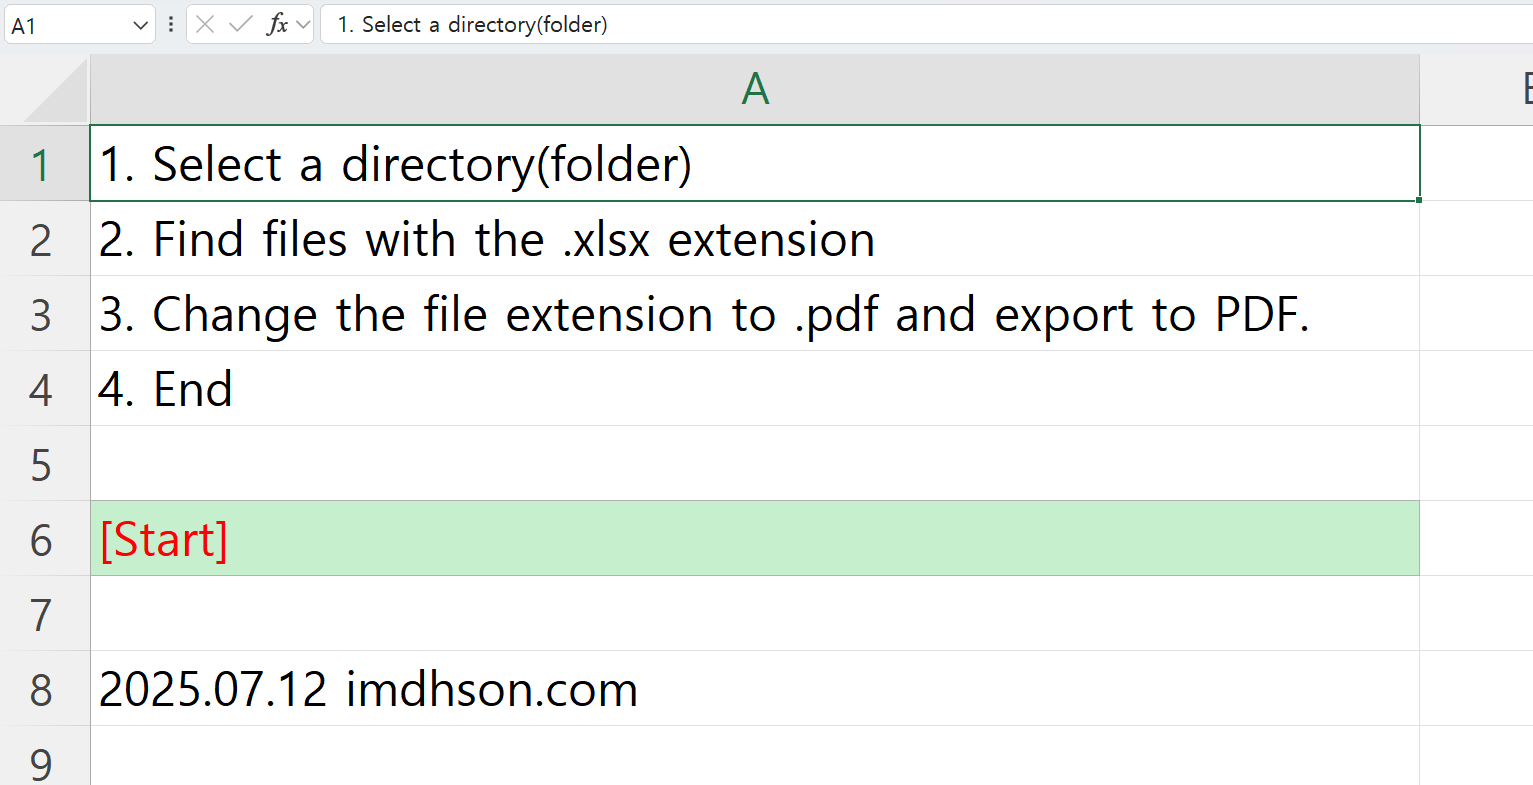 A1
fx
1. Select a directory(folder)
A
1
1. Select a directory(folder)
2
2. Find files with the .xlsx extension
3
3. Change the file extension to .pdf and export to PDF.
4
4. End
5
6
[Start]
7
8
2025.07.12 imdhson.com
9